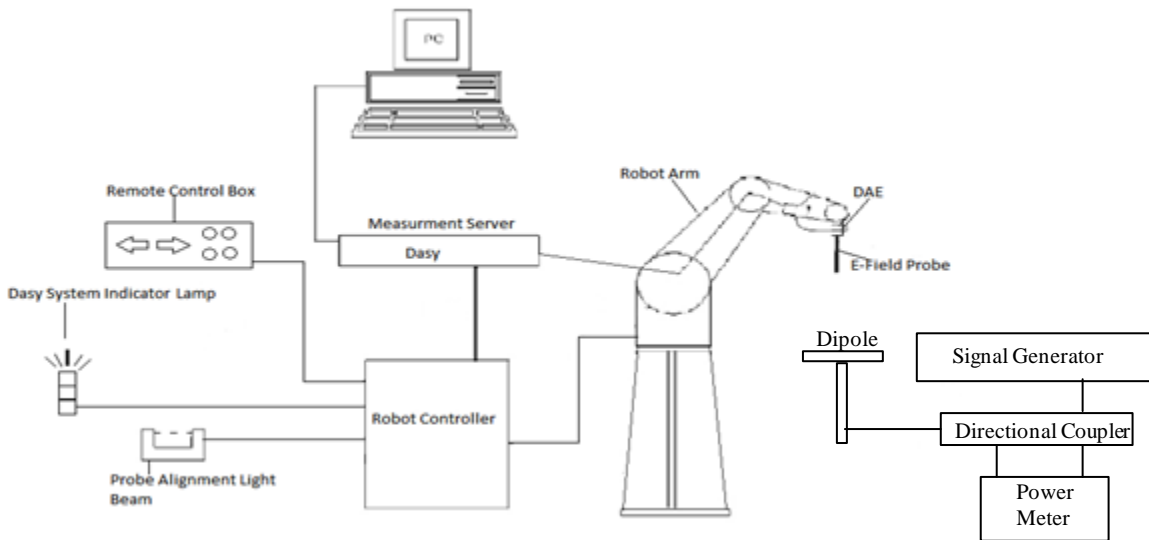 PC
Remote Control Box
Robot Arm
DAE
Measurment Server
Dasy
E-Field Probe
Dasy System Indicator Lamp
Dipole
Signal Generator
Robot Controller
Directional Coupler
Probe Alignment Light
Beam
Power
Meter